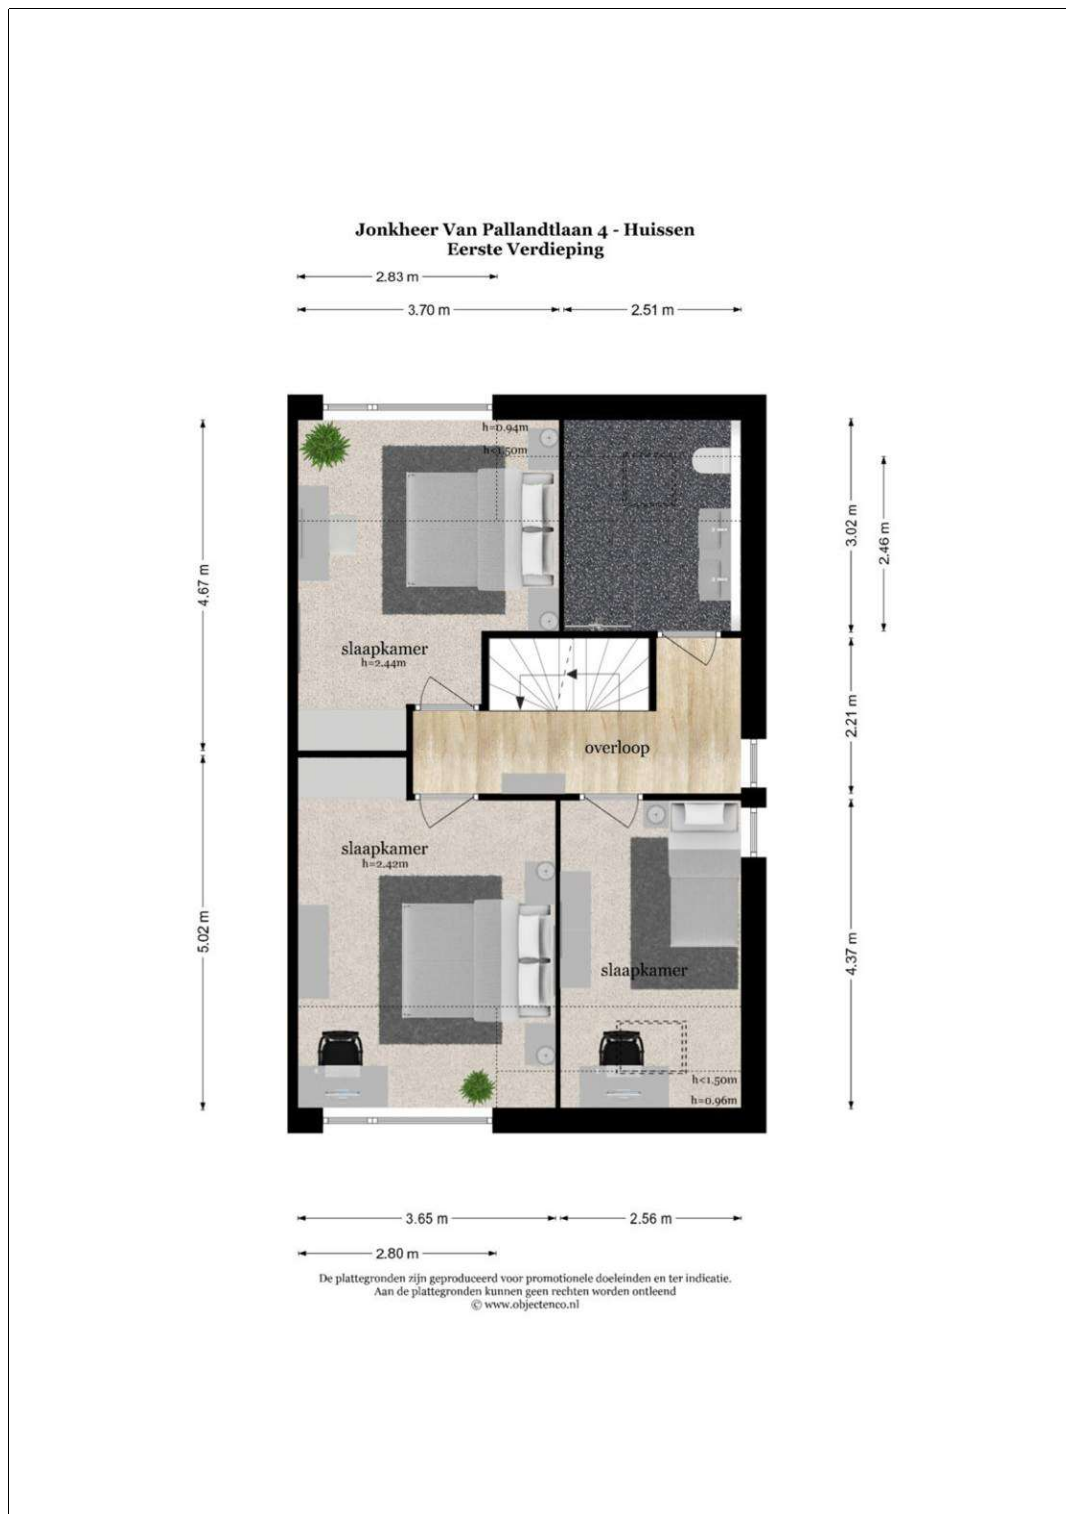 Jonkheer Van Pallandtlaan 4 - Huissen
Eerste Verdieping
2.83 m
3.70 m
2.51 m
h=0.94m
h<1.50m
3.02 m
2.46 m
4.67 m
slaapkamer
h=2.44m
2.21 m
overloop
slaapkamer
h=2.42m
5.02 m
4.37 m
slaapkamer
h<1.50m
h=0.96m
3.65 m
2.56 m
2.80 m
De plattegronden zijn geproduceerd voor promotionele doeleinden en ter indicatie.
Aan de plattegronden kunnen geen rechten worden ontleend
© www.objectenco.nl